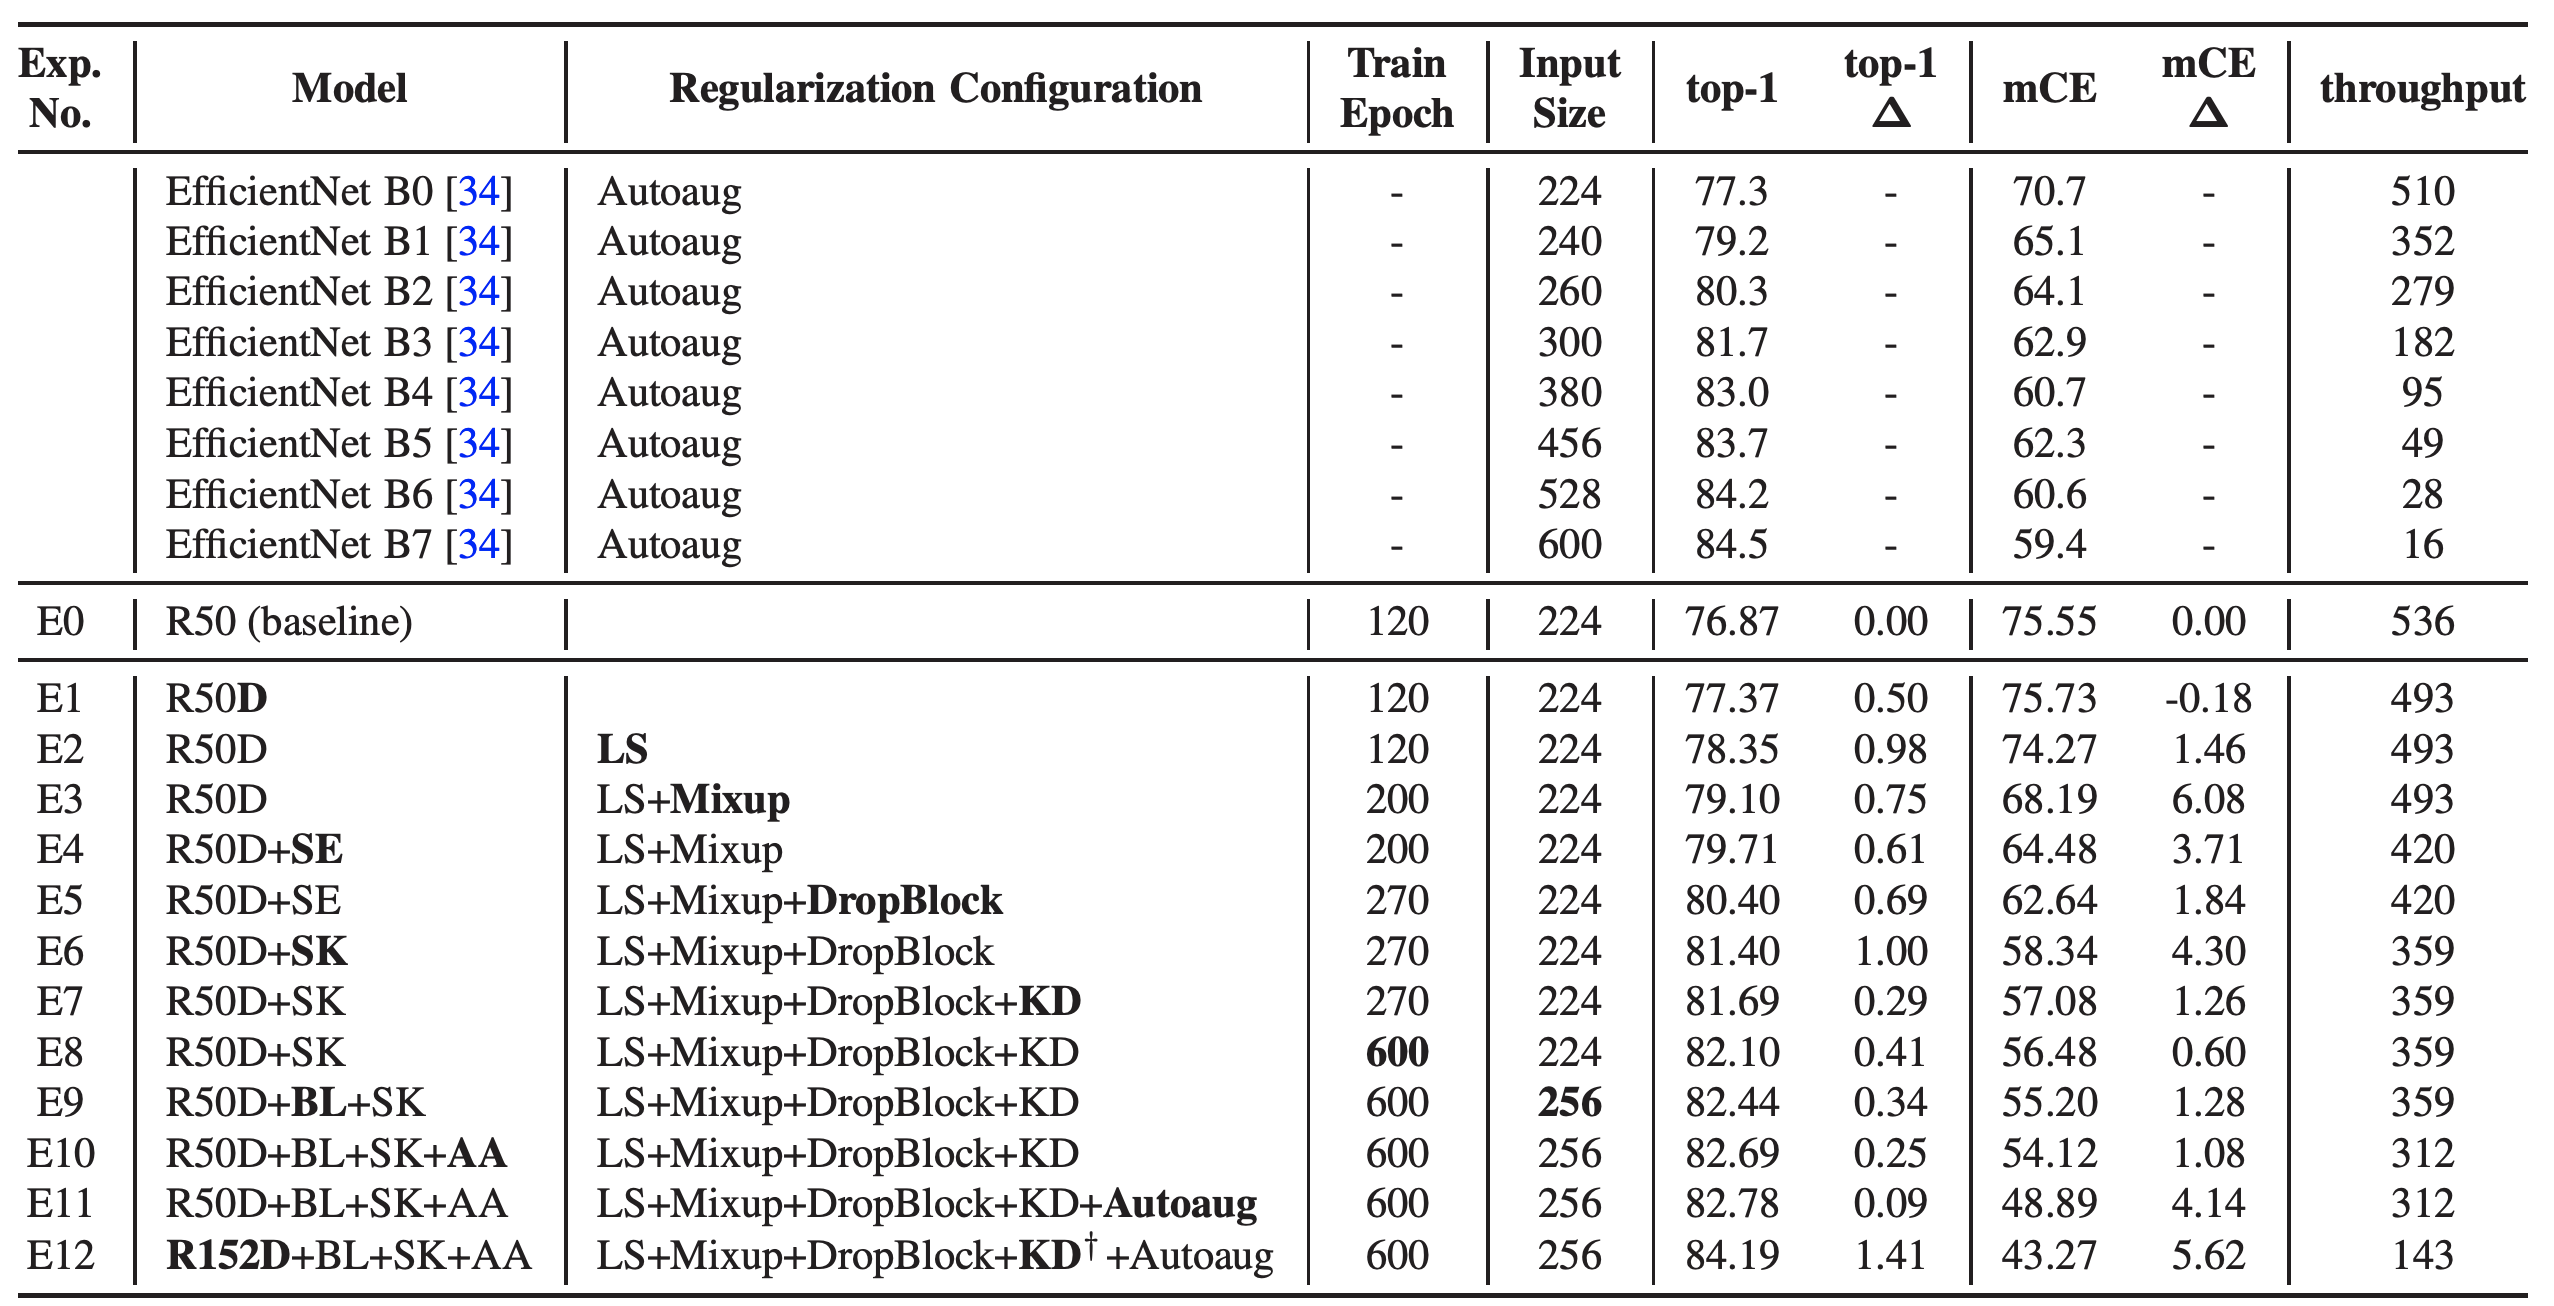 Exp. No. Model Regularization Configuration Train Epoch Input Size top-1 top-1 Δ mCE mCE Δ throughput
EfficientNet B0 [34] Autoaug - 224 77.3 - 70.7 - 510
EfficientNet B1 [34] Autoaug - 240 79.2 - 65.1 - 352
EfficientNet B2 [34] Autoaug - 260 80.3 - 64.1 - 279
EfficientNet B3 [34] Autoaug - 300 81.7 - 62.9 - 182
EfficientNet B4 [34] Autoaug - 380 83.0 - 60.7 - 95
EfficientNet B5 [34] Autoaug - 456 83.7 - 62.3 - 49
EfficientNet B6 [34] Autoaug - 528 84.2 - 60.6 - 28
EfficientNet B7 [34] Autoaug - 600 84.5 - 59.4 - 16
E0 R50 (baseline) 120 224 76.87 0.00 75.55 0.00 536
E1 R50D 120 224 77.37 0.50 75.73 -0.18 493
E2 R50D LS 120 224 78.35 0.98 74.27 1.46 493
E3 R50D LS+Mixup 200 224 79.10 0.75 68.19 6.08 493
E4 R50D+SE LS+Mixup 200 224 79.71 0.61 64.48 3.71 420
E5 R50D+SE LS+Mixup+DropBlock 270 224 80.40 0.69 62.64 1.84 420
E6 R50D+SK LS+Mixup+DropBlock 270 224 81.40 1.00 58.34 4.30 359
E7 R50D+SK LS+Mixup+DropBlock+KD 270 224 81.69 0.29 57.08 1.26 359
E8 R50D+SK LS+Mixup+DropBlock+KD 600 224 82.10 0.41 56.48 0.60 359
E9 R50D+BL+SK LS+Mixup+DropBlock+KD 600 256 82.44 0.34 55.20 1.28 359
E10 R50D+BL+SK+AA LS+Mixup+DropBlock+KD 600 256 82.69 0.25 54.12 1.08 312
E11 R50D+BL+SK+AA LS+Mixup+DropBlock+KD+Autoaug 600 256 82.78 0.09 48.89 4.14 312
E12 R152D+BL+SK+AA LS+Mixup+DropBlock+KD† +Autoaug 600 256 84.19 1.41 43.27 5.62 143